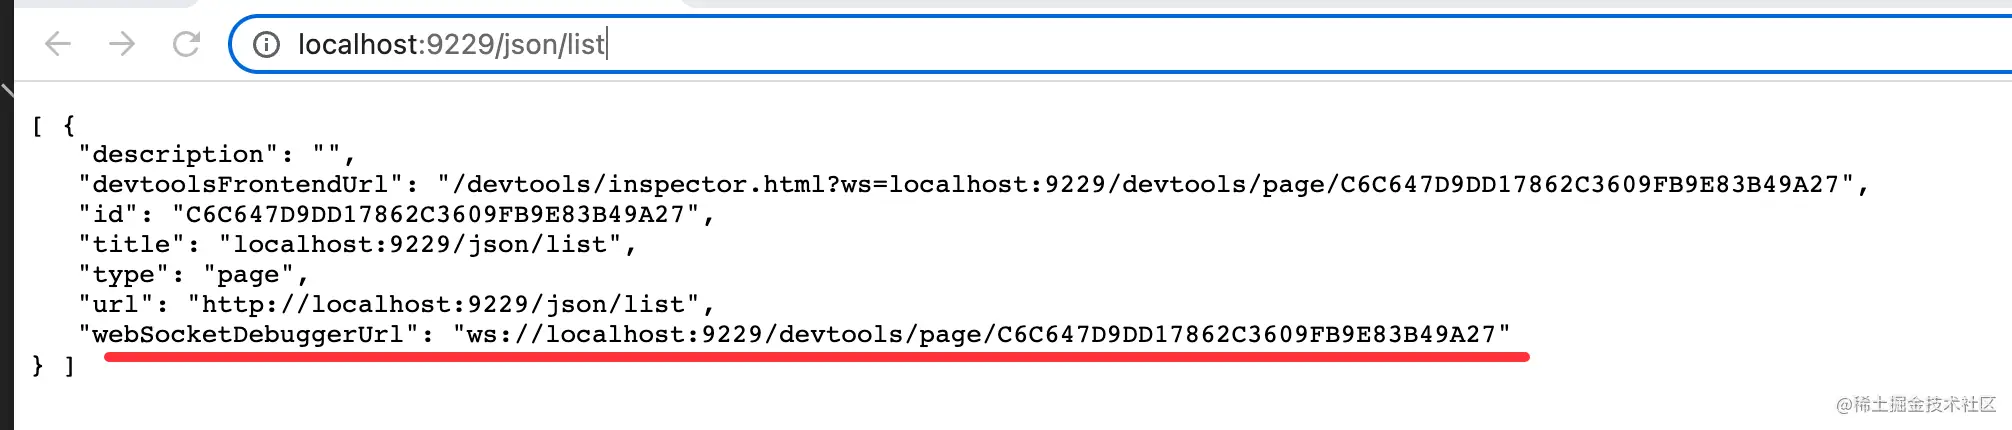 localhost:9229/json/list
[ {
"description": "",
"devtoolsFrontendUrl": "/devtools/inspector.html?ws=localhost:9229/devtools/page/C6C647D9DD17862C3609FB9E83B49A27",
"id": "C6C647D9DD17862C3609FB9E83B49A27",
"title": "localhost:9229/json/list",
"type": "page",
"url": "http://localhost:9229/json/list",
"webSocketDebuggerUrl": "ws://localhost:9229/devtools/page/C6C647D9DD17862C3609FB9E83B49A27"
} ]
@稀土掘金技术社区